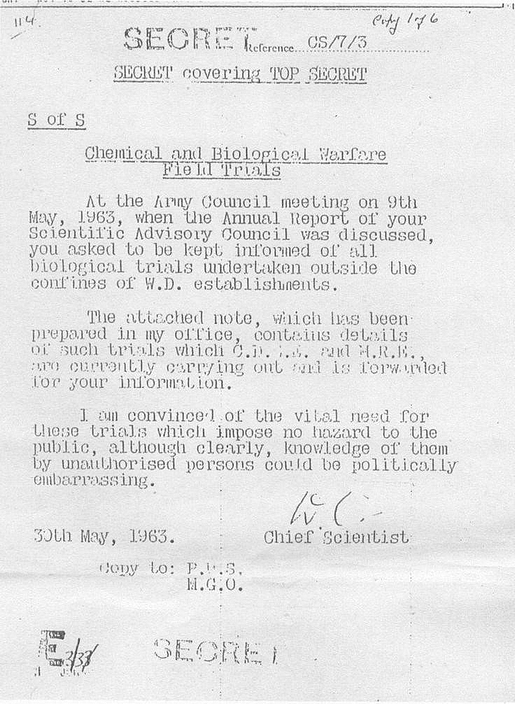 114
Copy 1 of 6
SECRET
Reference CS/7/3
SECRET covering TOP SECRET
S of S
Chemical and Biological Warfare
Field Trials
At the Army Council meeting on 9th
May, 1963, when the Annual Report of your
Scientific Advisory Council was discussed,
you asked to be kept informed of all
biological trials undertaken outside the
confines of W.D. establishments.
The attached note, which has been
prepared in my office, contains details
of such trials which C.D.E.E. and M.R.E.,
are currently carrying out and is forwarded
for your information.
I am convinced of the vital need for
these trials which impose no hazard to the
public, although clearly, knowledge of them
by unauthorised persons could be politically
embarrassing.
30th May, 1963.
Chief Scientist
Copy to: P.U.S.
M.G.O.
E 3/33
SECRET